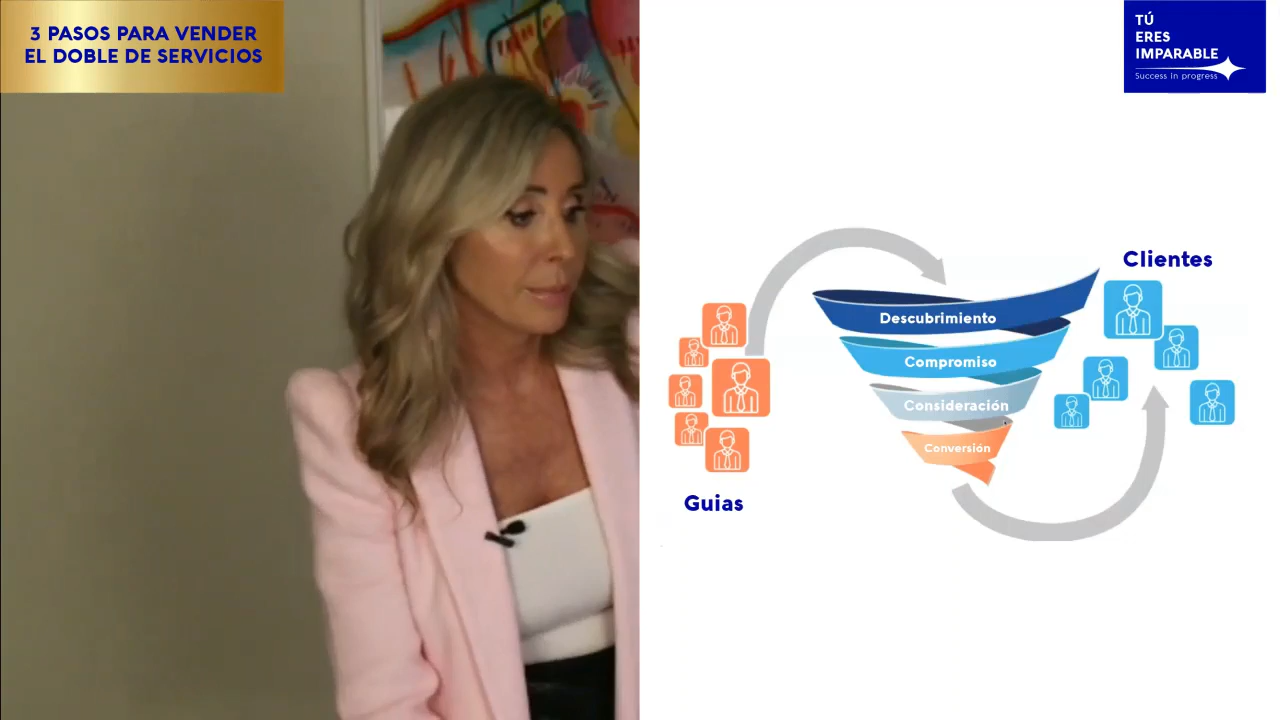 3 PASOS PARA VENDER
EL DOBLE DE SERVICIOS
TÚ
ERES
IMPARABLE
Success in progress
Clientes
Descubrimiento
Compromiso
Consideración
Conversión
Guias